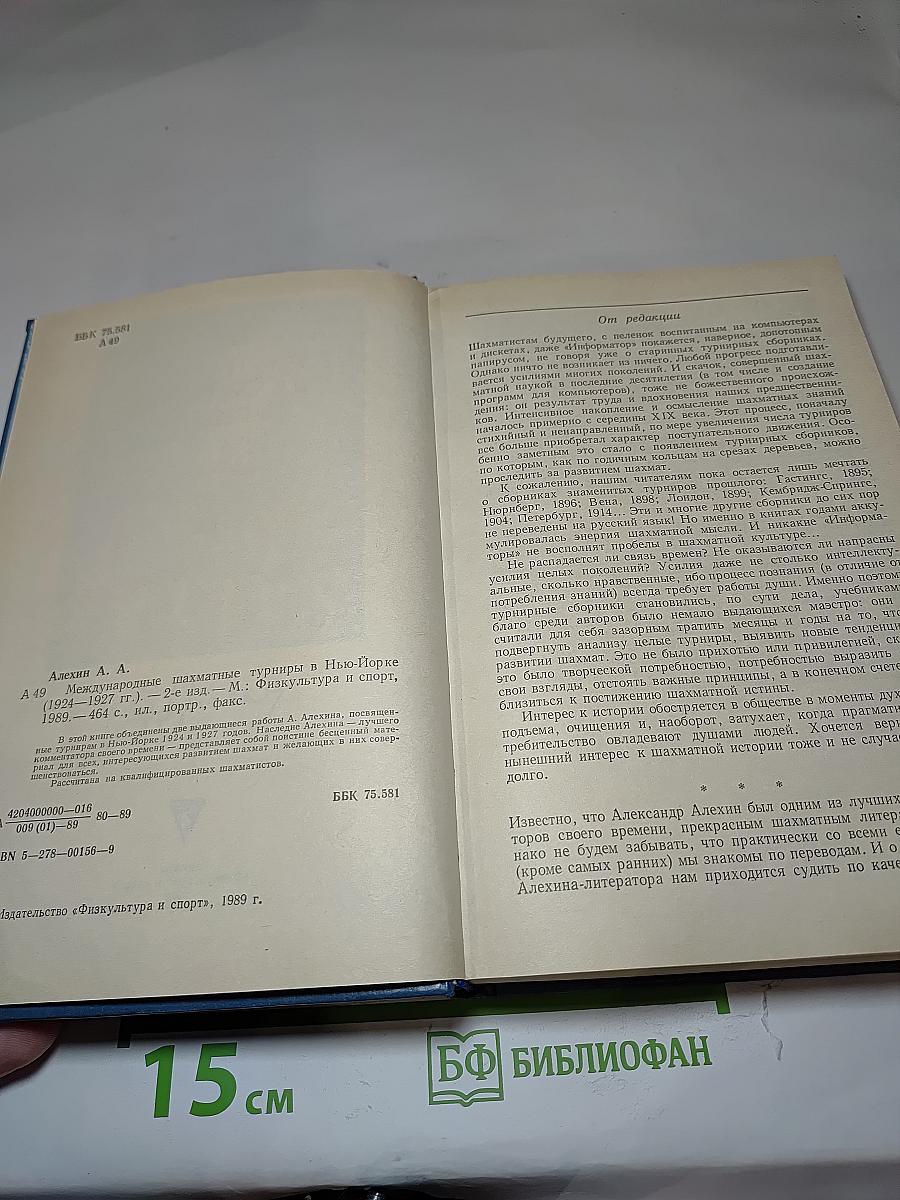 ББК 75.581
А 49
Алехин А. А.
А 49 Международные шахматные турниры в Нью-Йорке
(1924—1927 гг.). — 2-е изд. — М.: Физкультура и спорт,
1989. — 464 с., ил., портр., факс.
В этой книге объединены две выдающиеся работы А. Алехина, посвящен-
ные турнирам в Нью-Йорке 1924 и 1927 годов. Наследие Алехина — лучшего
комментатора своего времени — представляет собой поистине бесценный мате-
риал для всех, интересующихся развитием шахмат и желающих в них совер-
шенствоваться.
Рассчитана на квалифицированных шахматистов.
А 4204000000—016
009 (01)—89 80—89
ББК 75.581
BN 5—278—00156—9
Издательство «Физкультура и спорт», 1989 г.
От редакции
Шахматистам будущего, с пеленок воспитанным на компьютерах
и дискетах, даже «Информатор» покажется, наверное, допотопным
папирусом, не говоря уже о старинных турнирных сборниках.
Однако ничто не возникает из ничего. Любой прогресс подготавли-
вается усилиями многих поколений. И скачок, совершенный шах-
матной наукой в последние десятилетия (в том числе и создание
программ для компьютеров), тоже не божественного происхож-
дения: он результат труда и вдохновения наших предшественни-
ков. Интенсивное накопление и осмысление шахматных знаний
началось примерно с середины XIX века. Этот процесс, поначалу
стихийный и ненаправленный, по мере увеличения числа турниров
все больше приобретал характер поступательного движения. Осо-
бенно заметным это стало с появлением турнирных сборников,
по которым, как по годичным кольцам на срезах деревьев, можно
проследить за развитием шахмат.
К сожалению, нашим читателям пока остается лишь мечтать
о сборниках знаменитых турниров прошлого: Гастингс, 1895;
Нюрнберг, 1896; Вена, 1898; Лондон, 1899; Кембридж-Спрингс,
1904; Петербург, 1914... Эти и многие другие сборники до сих пор
не переведены на русский язык! Но именно в книгах годами акку-
мулировалась энергия шахматной мысли. И никакие «Информа-
торы» не восполнят пробелы в шахматной культуре...
Не распадается ли связь времен? Не оказываются ли напрасны
усилия целых поколений? Усилия даже не столько интеллекту-
альные, сколько нравственные, ибо процесс познания (в отличие от
потребления знаний) всегда требует работы души. Именно поэтом
турнирные сборники становились, по сути дела, учебникам
благо среди авторов было немало выдающихся маэстро: они
считали для себя зазорным тратить месяцы и годы на то, что
подвергнуть анализу целые турниры, выявить новые тенденци
развитии шахмат. Это не было прихотью или привилегией, ск
это было творческой потребностью, потребностью выразить
свои взгляды, отстоять важные принципы, а в конечном счете
близиться к постижению шахматной истины.
Интерес к истории обостряется в обществе в моменты дух
подъема, очищения и, наоборот, затухает, когда прагмати
требительство овладевают душами людей. Хочется вери
нынешний интерес к шахматной истории тоже и не случае
долго.
* * *
Известно, что Александр Алехин был одним из лучших
торов своего времени, прекрасным шахматным литера
нако не будем забывать, что практически со всеми е
(кроме самых ранних) мы знакомы по переводам. И о
Алехина-литератора нам приходится судить по каче
15 см
БФ БИБЛИОФАН